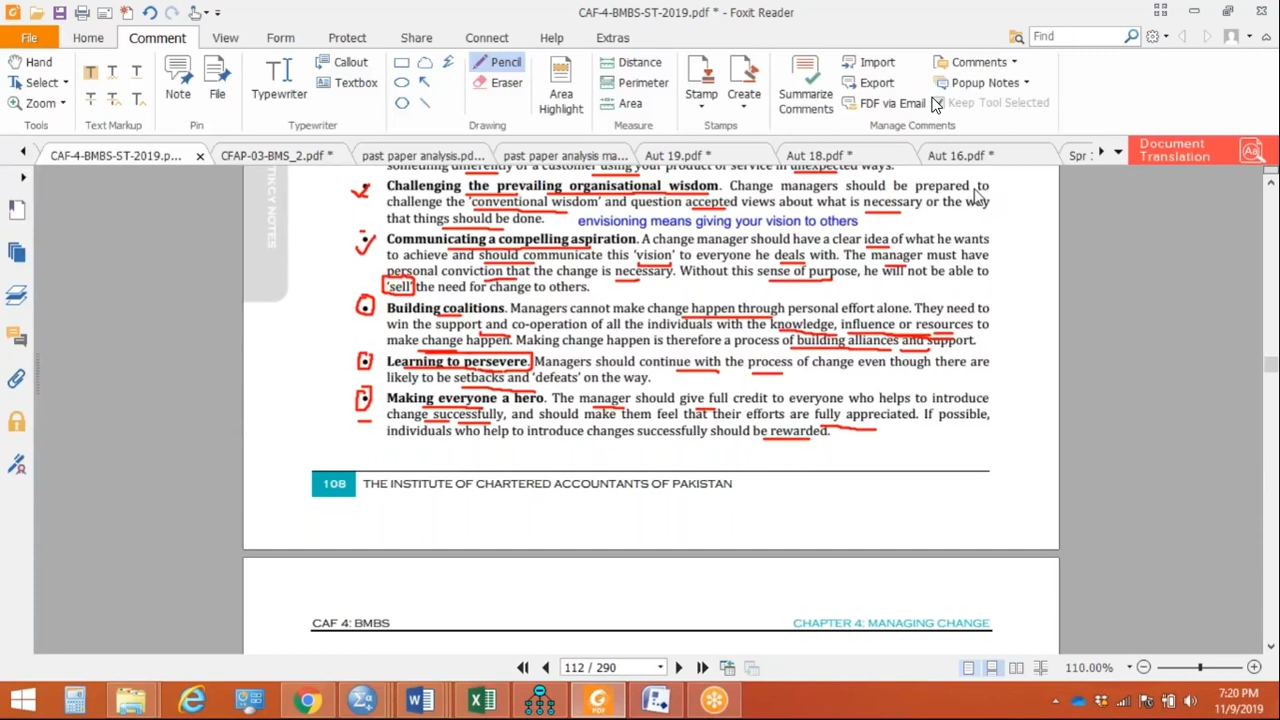 CAF-4-BMBS-ST-2019.pdf * - Foxit Reader
File Home Comment View Form Protect Share Connect Help Extras Find
Hand
Select
Zoom
Tools
Text Markup
Note
File
Pin
Typewriter
Callout
Textbox
Typewriter
Pencil
Eraser
Drawing
Area
Highlight
Distance
Perimeter
Area
Measure
Stamp
Create
Stamps
Summarize
Comments
Import
Export
FDF via Email
Comments
Popup Notes
Keep Tool Selected
Manage Comments
CAF-4-BMBS-ST-2019.p... CFAP-03-BMS_2.pdf * past paper analysis.pd... past paper analysis ma... Aut 19.pdf * Aut 18.pdf * Aut 16.pdf * Spr :
Document
Translation
STICKY NOTES
something differently or a customer using your product or service in unexpected ways.
• Challenging the prevailing organisational wisdom. Change managers should be prepared to
challenge the 'conventional wisdom' and question accepted views about what is necessary or the way
that things should be done. envisioning means giving your vision to others
• Communicating a compelling aspiration. A change manager should have a clear idea of what he wants
to achieve and should communicate this 'vision' to everyone he deals with. The manager must have
personal conviction that the change is necessary. Without this sense of purpose, he will not be able to
'sell' the need for change to others.
• Building coalitions. Managers cannot make change happen through personal effort alone. They need to
win the support and co-operation of all the individuals with the knowledge, influence or resources to
make change happen. Making change happen is therefore a process of building alliances and support.
• Learning to persevere. Managers should continue with the process of change even though there are
likely to be setbacks and 'defeats' on the way.
• Making everyone a hero. The manager should give full credit to everyone who helps to introduce
change successfully, and should make them feel that their efforts are fully appreciated. If possible,
individuals who help to introduce changes successfully should be rewarded.
108 THE INSTITUTE OF CHARTERED ACCOUNTANTS OF PAKISTAN
CAF 4: BMBS CHAPTER 4: MANAGING CHANGE
112 / 290 110.00%
7:20 PM
11/9/2019